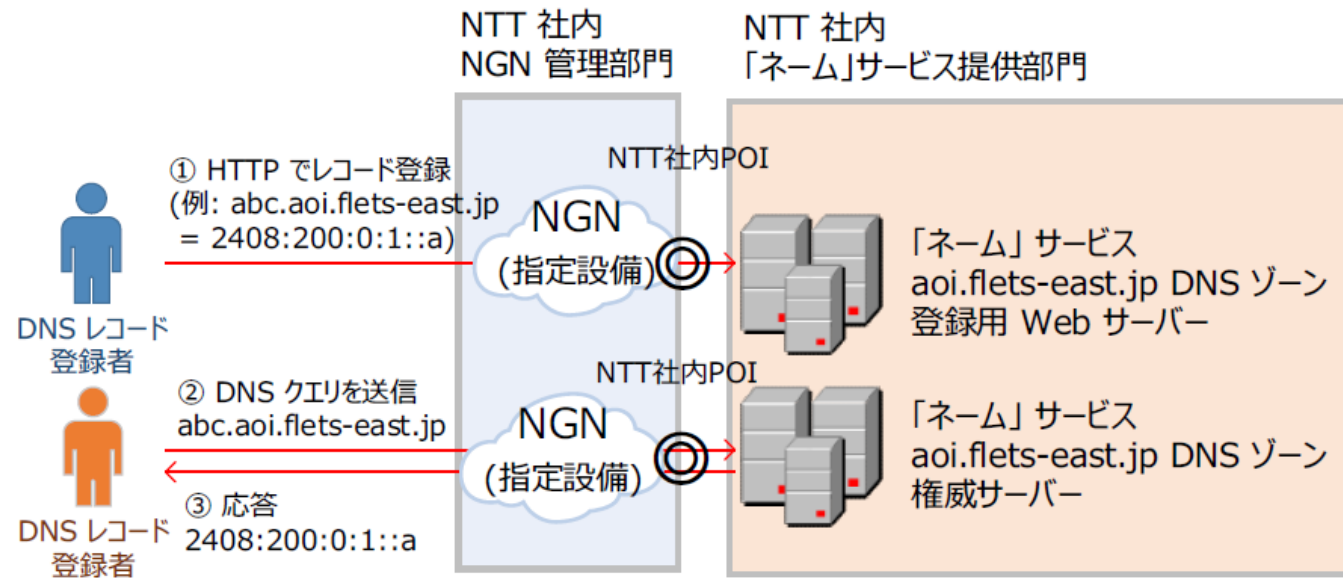 NTT 社内
NGN 管理部門
NTT 社内
「ネーム」サービス提供部門
① HTTP でレコード登録
(例: abc.aoi.flets-east.jp
= 2408:200:0:1::a)
NTT社内POI
NGN
(指定設備)
DNS レコード
登録者
「ネーム」 サービス
aoi.flets-east.jp DNS ゾーン
登録用 Web サーバー
② DNS クエリを送信
abc.aoi.flets-east.jp
NTT社内POI
NGN
(指定設備)
③ 応答
2408:200:0:1::a
DNS レコード
登録者
「ネーム」 サービス
aoi.flets-east.jp DNS ゾーン
権威サーバー